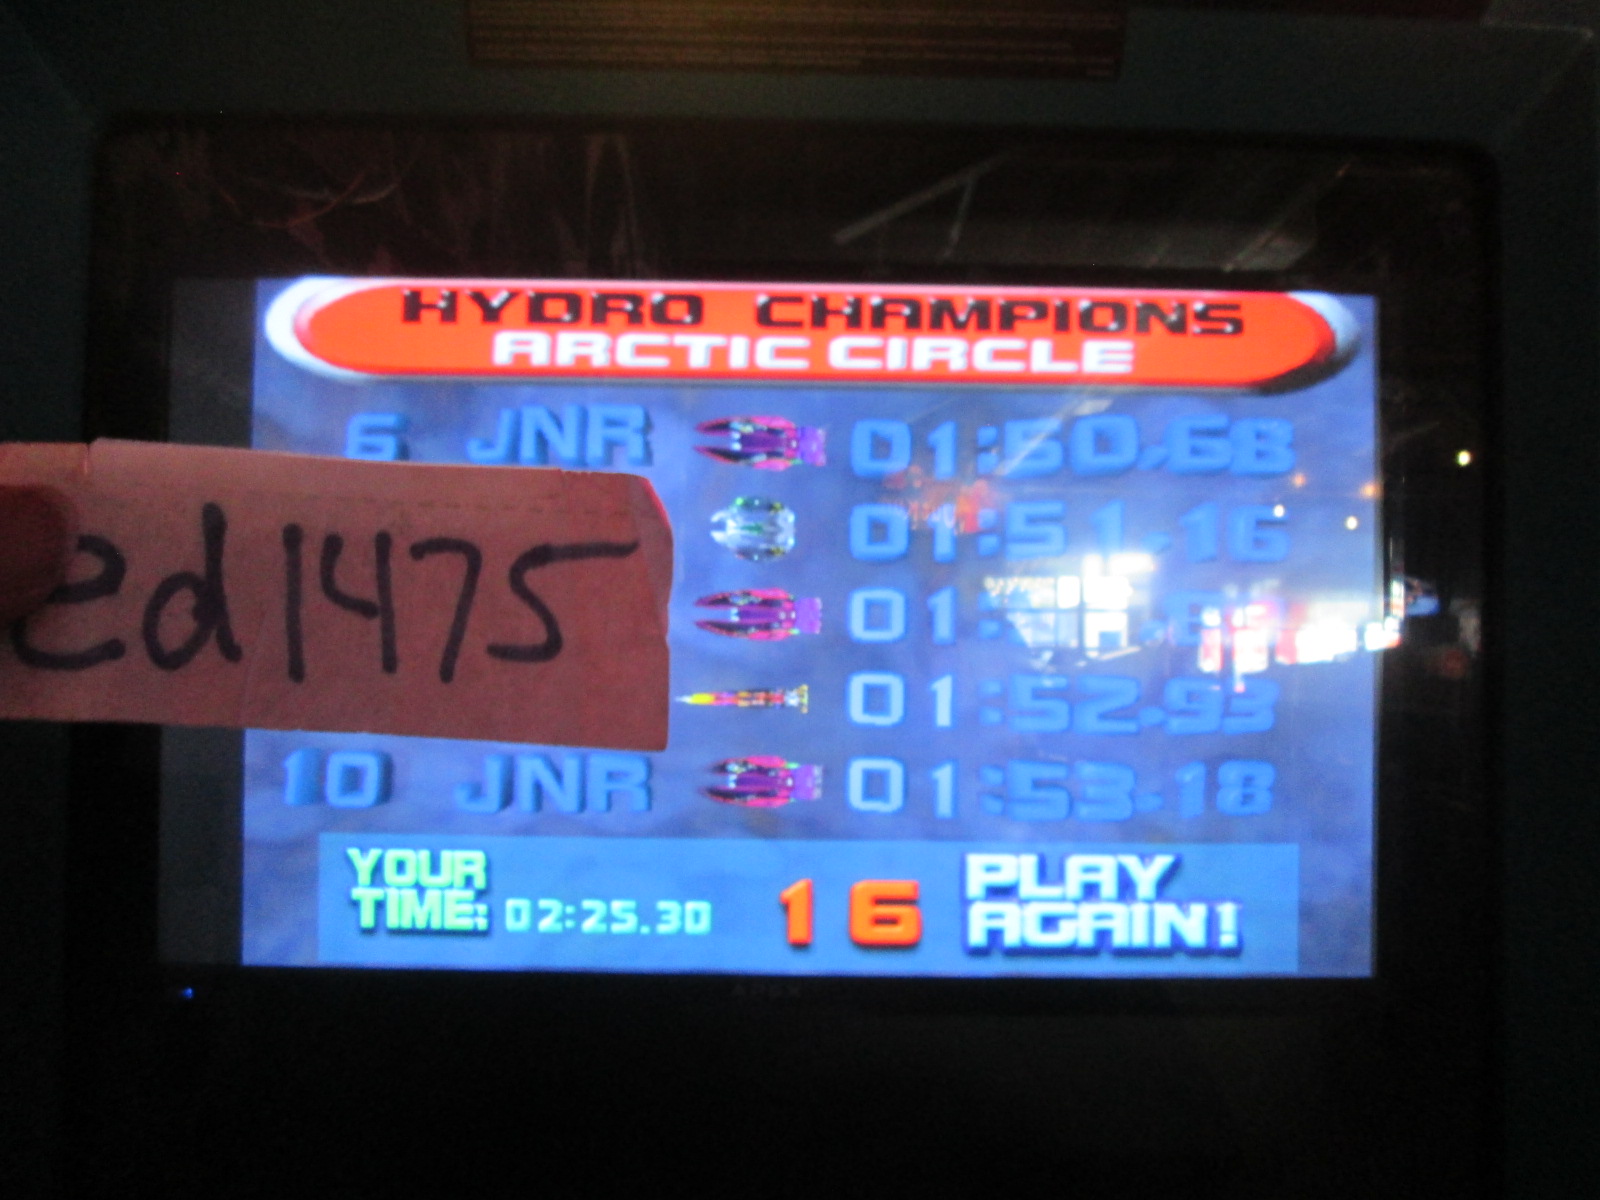 HYDRO CHAMPIONS
ARCTIC CIRCLE
6 JNR 01:50.68
01:51.16
01:
01:52.93
10 JNR 01:53.18
ed1475
YOUR TIME: 02:25.30 16 PLAY AGAIN!